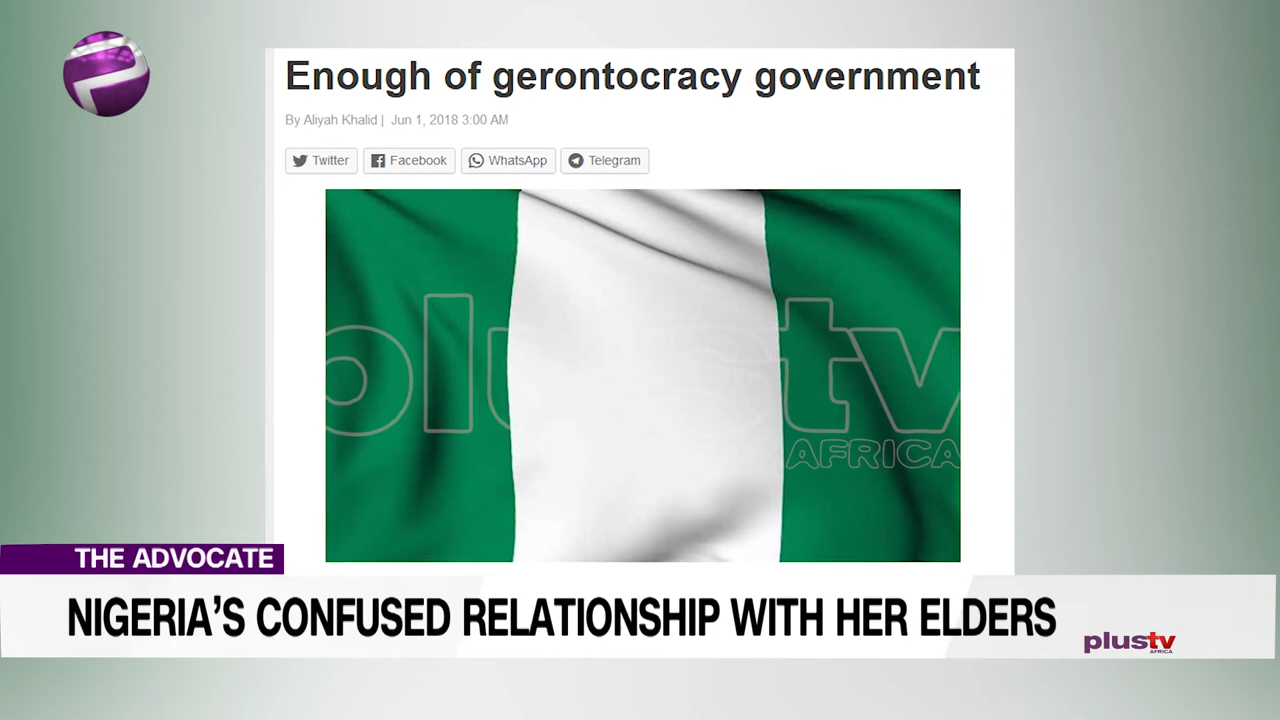 Enough of gerontocracy government
By Aliyah Khalid | Jun 1, 2018 3:00 AM
Twitter Facebook WhatsApp Telegram
plustv
AFRICA
THE ADVOCATE
NIGERIA'S CONFUSED RELATIONSHIP WITH HER ELDERS
plustv
AFRICA